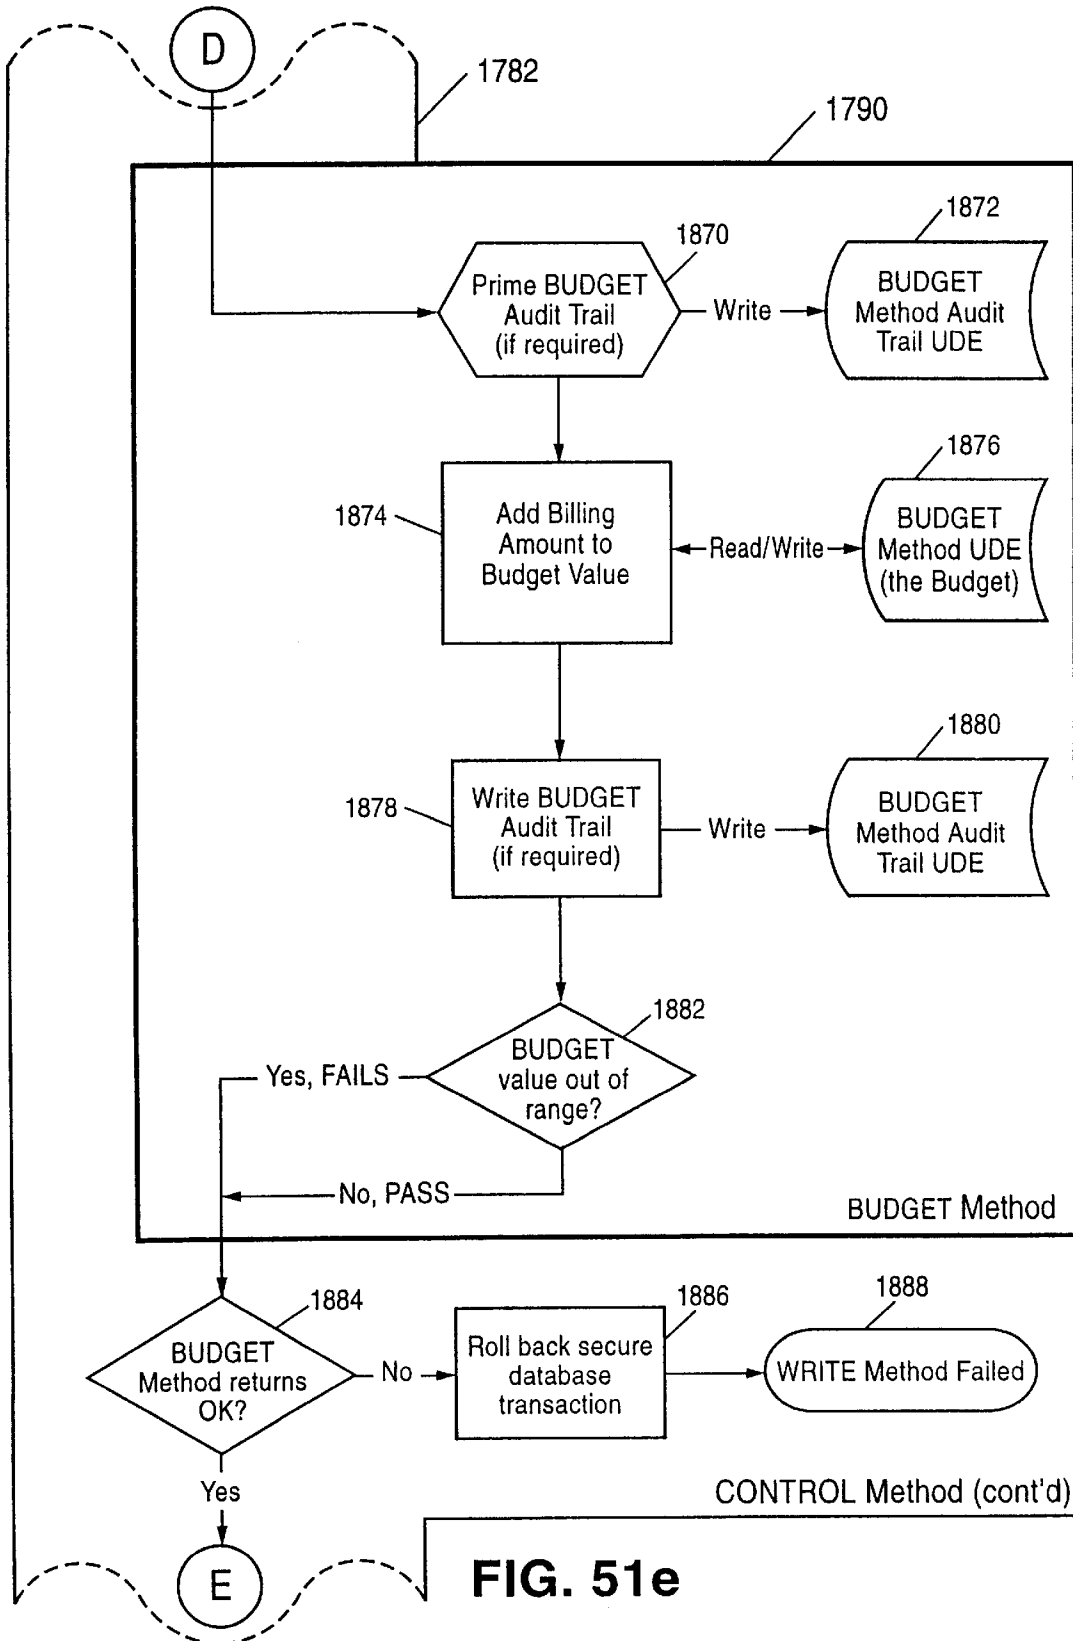 D
1782
1790
1870
1872
Prime BUDGET
Audit Trail
(if required)
Write
BUDGET
Method Audit
Trail UDE
1874
Add Billing
Amount to
Budget Value
Read/Write
1876
BUDGET
Method UDE
(the Budget)
1878
Write BUDGET
Audit Trail
(if required)
Write
1880
BUDGET
Method Audit
Trail UDE
1882
BUDGET
value out of
range?
Yes, FAILS
No, PASS
BUDGET Method
1884
BUDGET
Method returns
OK?
No
1886
Roll back secure
database
transaction
1888
WRITE Method Failed
Yes
CONTROL Method (cont'd)
E
FIG. 51e